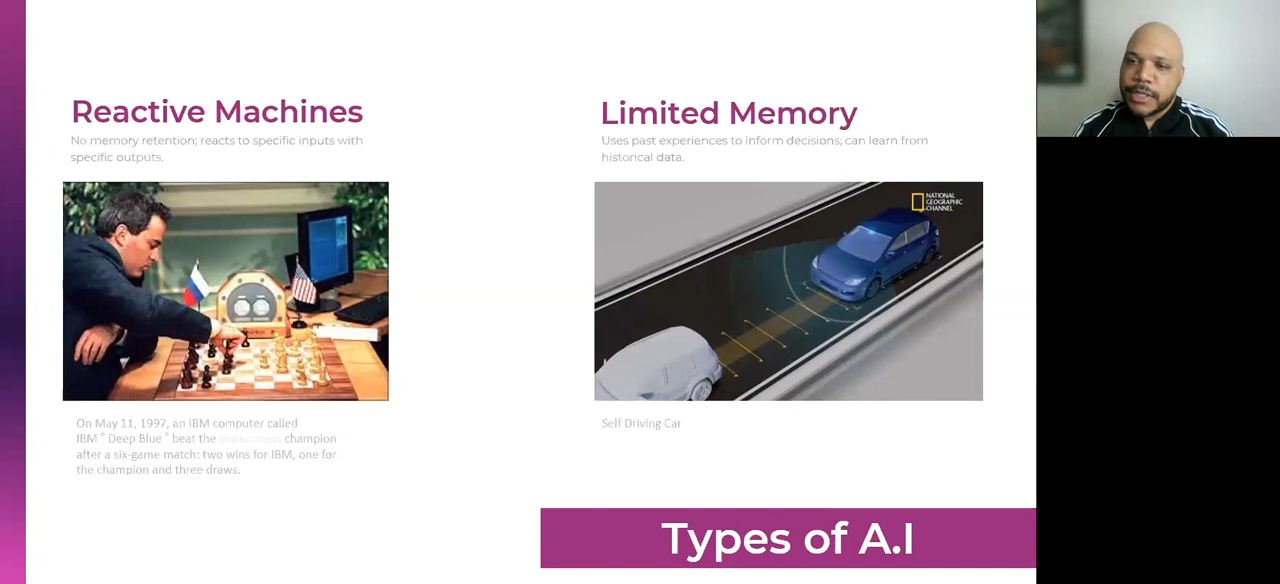 Reactive Machines
No memory retention; reacts to specific inputs with
specific outputs.
On May 11, 1997, an IBM computer called
IBM ® Deep Blue ® beat the champion
after a six-game match: two wins for IBM, one for
the champion and three draws.
Limited Memory
Uses past experiences to inform decisions; can learn from
historical data.
NATIONAL
GEOGRAPHIC
CHANNEL
Self Driving Car
Types of A.I